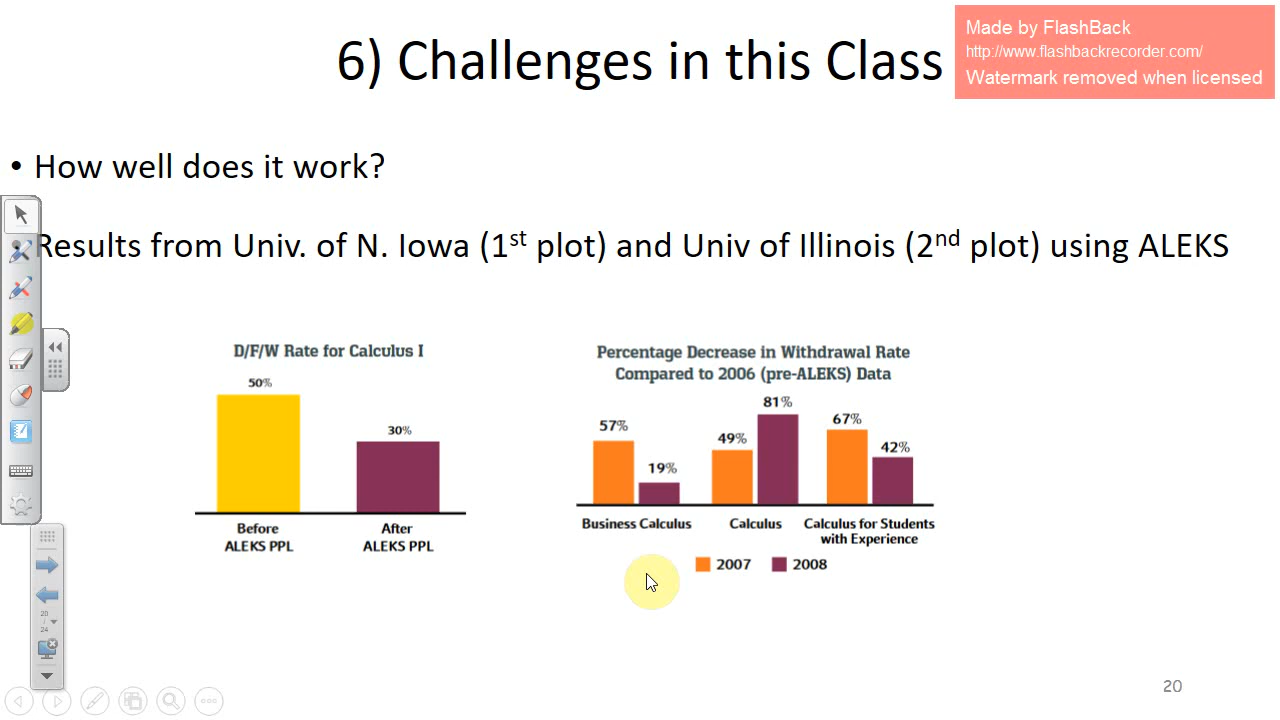 6) Challenges in this Class
Made by FlashBack
http://www.flashbackrecorder.com/
Watermark removed when licensed
• How well does it work?
• Results from Univ. of N. Iowa (1st plot) and Univ of Illinois (2nd plot) using ALEKS
D/F/W Rate for Calculus I
50%
30%
Before
ALEKS PPL
After
ALEKS PPL
Percentage Decrease in Withdrawal Rate
Compared to 2006 (pre-ALEKS) Data
57%
19%
49%
81%
67%
42%
Business Calculus
Calculus
Calculus for Students
with Experience
2007
2008
20
/
24
20